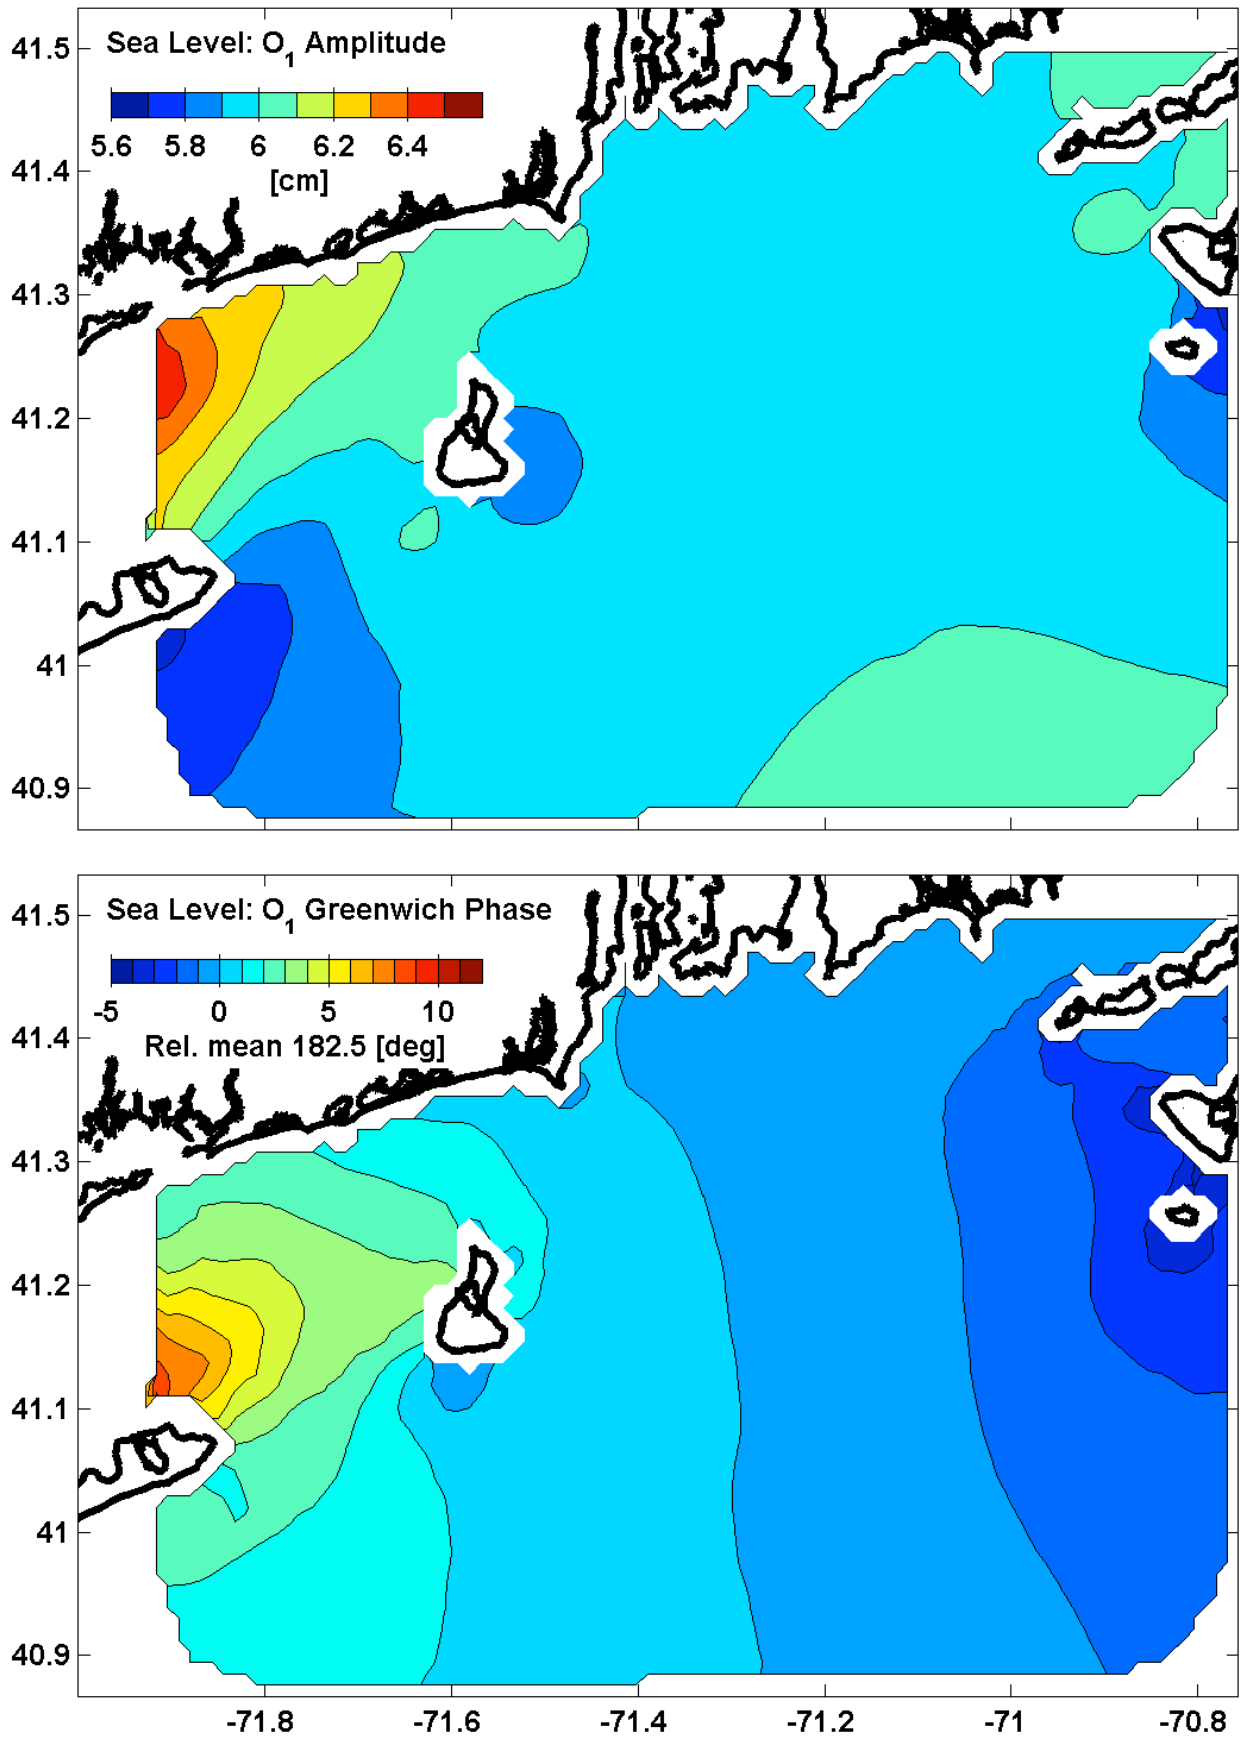 Sea Level: O1 Amplitude
5.6 5.8 6 6.2 6.4
[cm]
41.5
41.4
41.3
41.2
41.1
41
40.9
Sea Level: O1 Greenwich Phase
-5 0 5 10
Rel. mean 182.5 [deg]
41.5
41.4
41.3
41.2
41.1
41
40.9
-71.8 -71.6 -71.4 -71.2 -71 -70.8